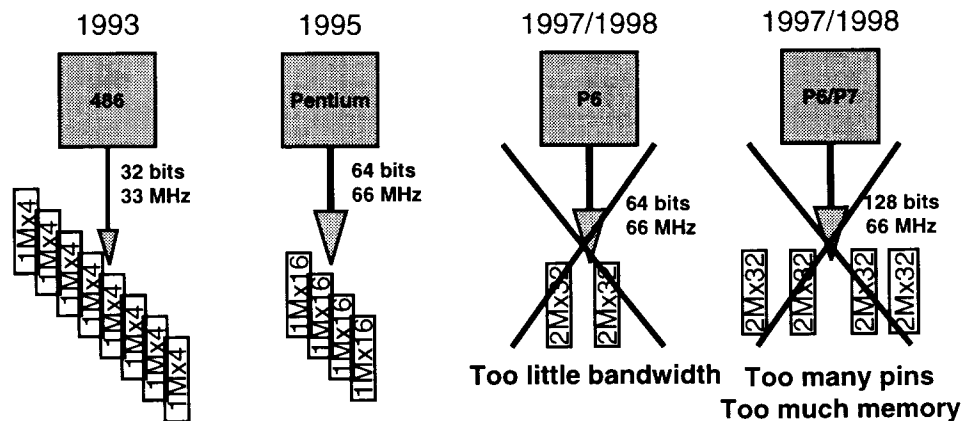 1993
1995
1997/1998
1997/1998
486
Pentium
P6
P6/P7
32 bits
33 MHz
64 bits
66 MHz
64 bits
66 MHz
128 bits
66 MHz
1Mx4
1Mx4
1Mx4
1Mx4
1Mx4
1Mx4
1Mx4
1Mx4
1Mx16
1Mx16
1Mx16
1Mx16
2Mx32
2Mx32
2Mx32
2Mx32
2Mx32
2Mx32
Too little bandwidth
Too many pins
Too much memory